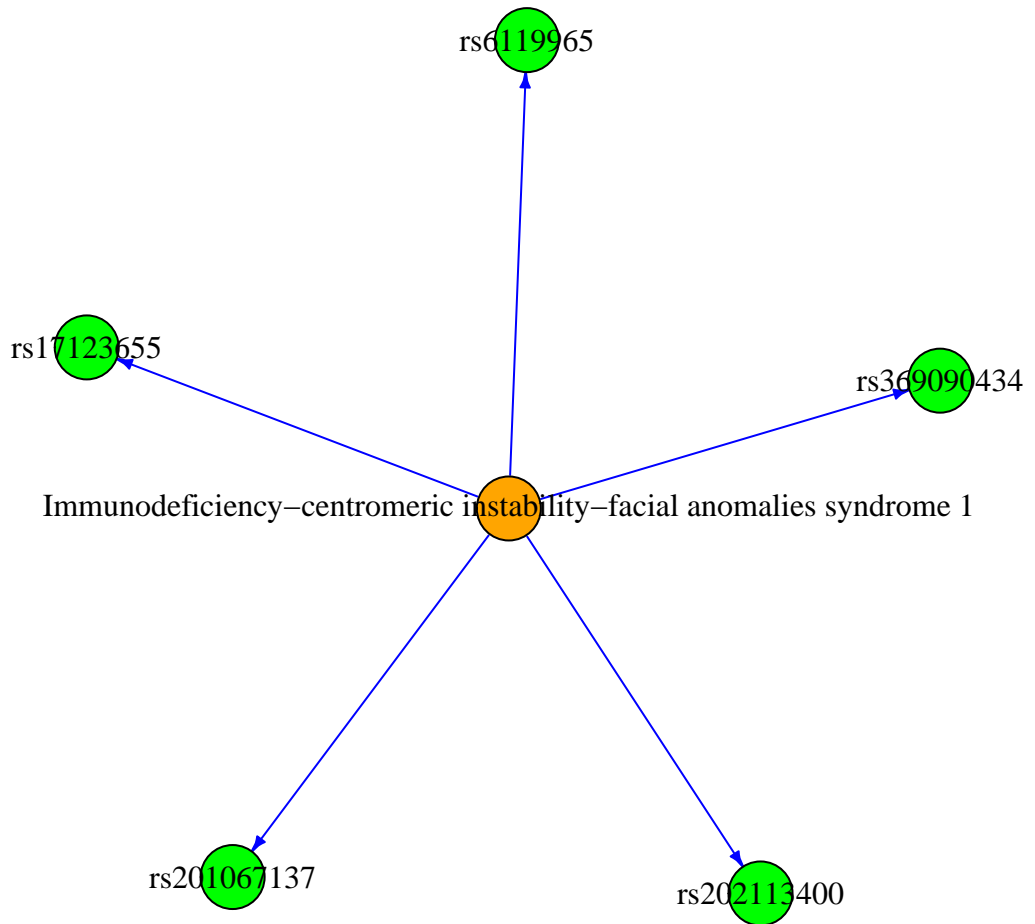 rs6119965
rs17123655
rs369090434
Immunodeficiency−centromeric instability−facial anomalies syndrome 1
rs201067137
rs202113400